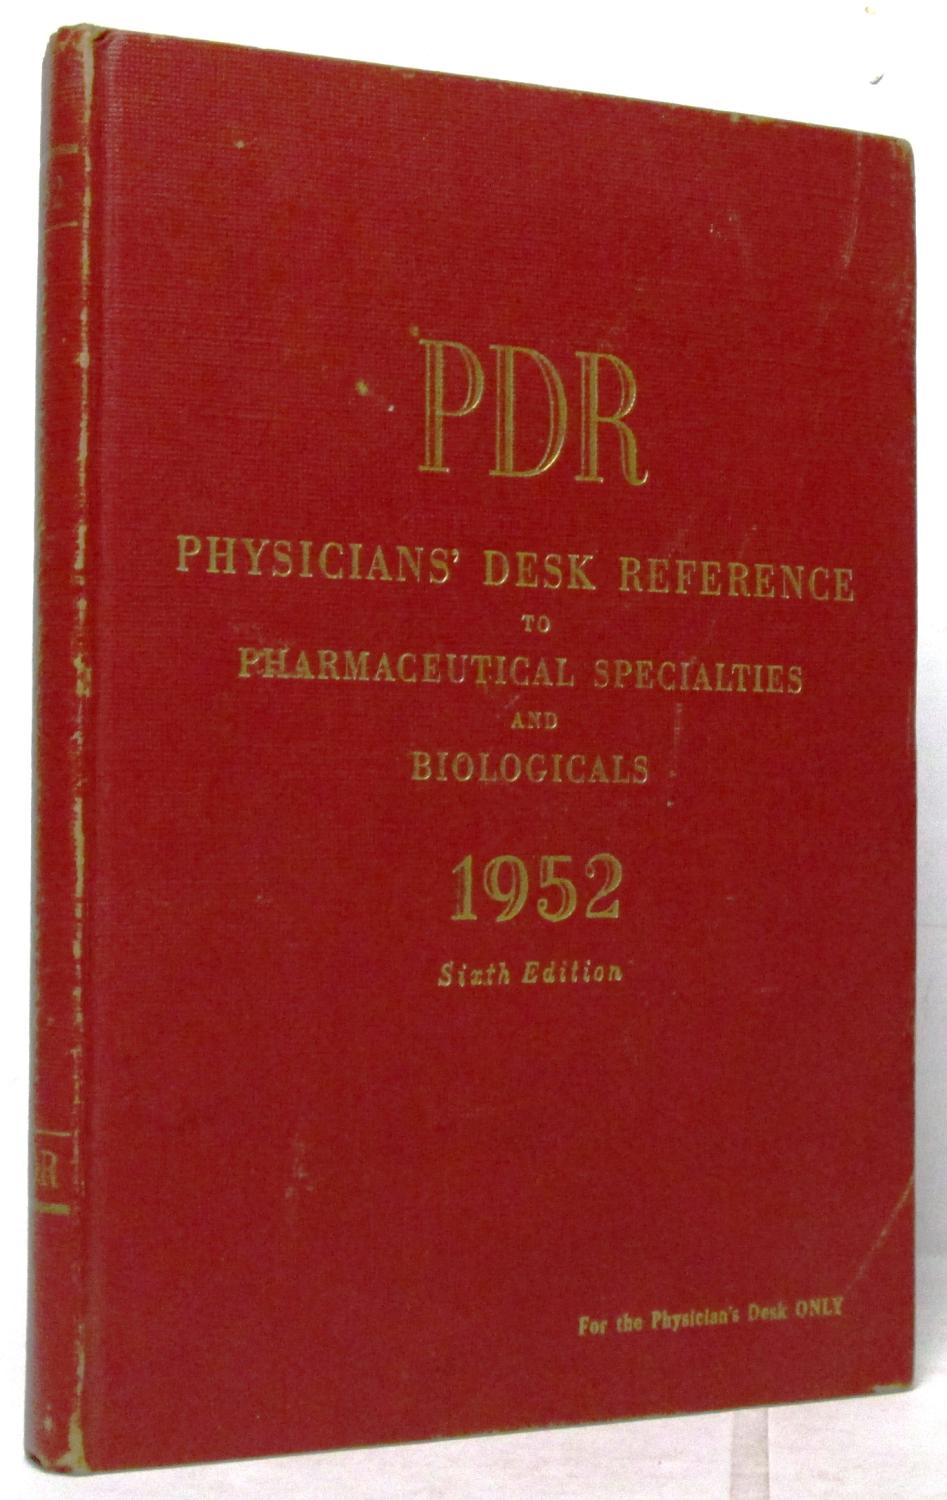 PDR
PHYSICIANS' DESK REFERENCE
TO
PHARMACEUTICAL SPECIALTIES
AND
BIOLOGICALS
1952
Sixth Edition
For the Physician's Desk ONLY